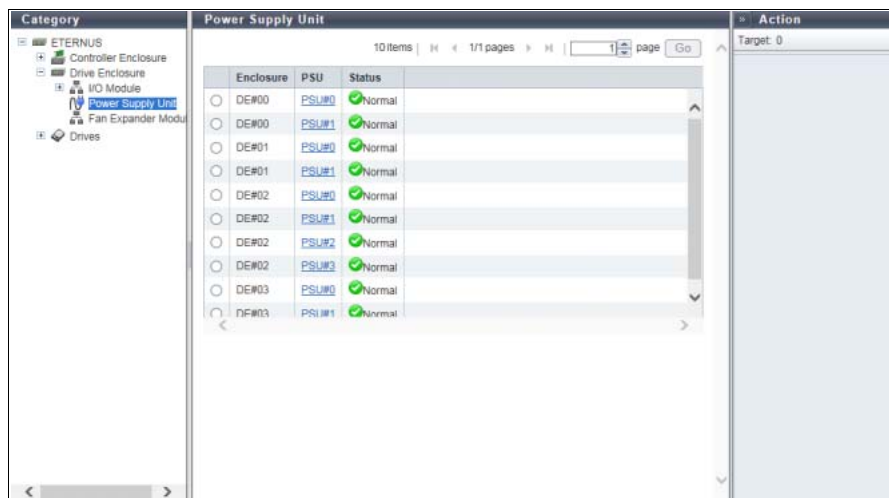 Category
ETERNUS
Controller Enclosure
Drive Enclosure
I/O Module
Power Supply Unit
Fan Expander Modu
Drives
Power Supply Unit
10 items | 1/1 pages | 1 page Go
Enclosure PSU Status
DE#00 PSU#0 Normal
DE#00 PSU#1 Normal
DE#01 PSU#0 Normal
DE#01 PSU#1 Normal
DE#02 PSU#0 Normal
DE#02 PSU#1 Normal
DE#02 PSU#2 Normal
DE#02 PSU#3 Normal
DE#03 PSU#0 Normal
DE#03 PSU#1 Normal
» Action
Target: 0